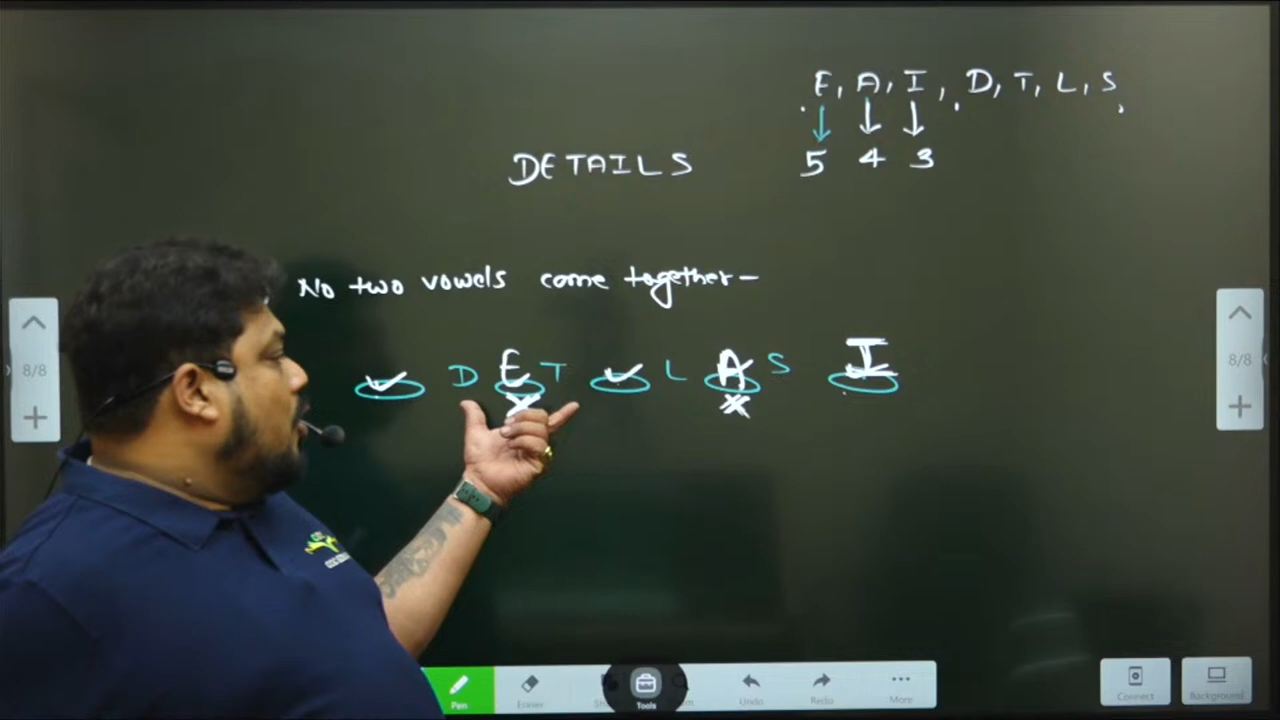 E, A, I, D, T, L, S
5 4 3
DETAILS
No two vowels come together-
D E T L A S I
8/8
8/8
Pen
Eraser
Tools
Undo
Redo
More
Connect
Background